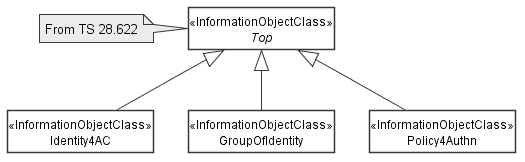 From TS 28.622
«InformationObjectClass»
Top
«InformationObjectClass»
Identity4AC
«InformationObjectClass»
GroupOfIdentity
«InformationObjectClass»
Policy4Authn